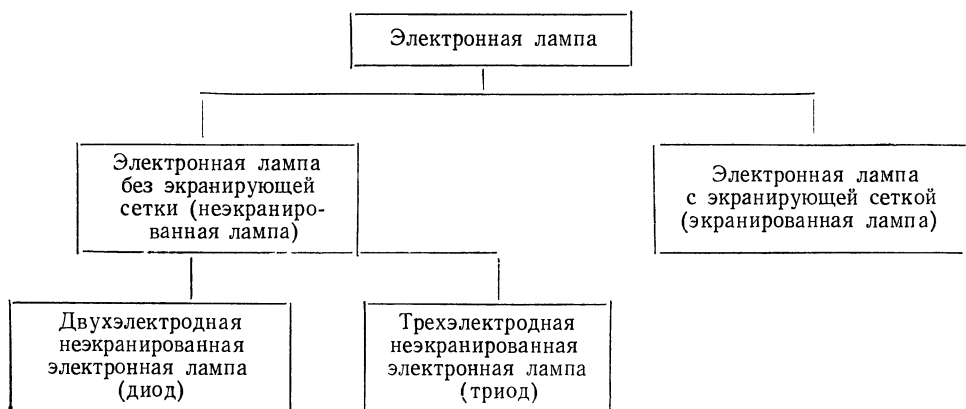 Электронная лампа
Электронная лампа
без экранирующей
сетки (неэкраниро-
ванная лампа)
Электронная лампа
с экранирующей сеткой
(экранированная лампа)
Двухэлектродная
неэкранированная
электронная лампа
(диод)
Трехэлектродная
неэкранированная
электронная лампа
(триод)